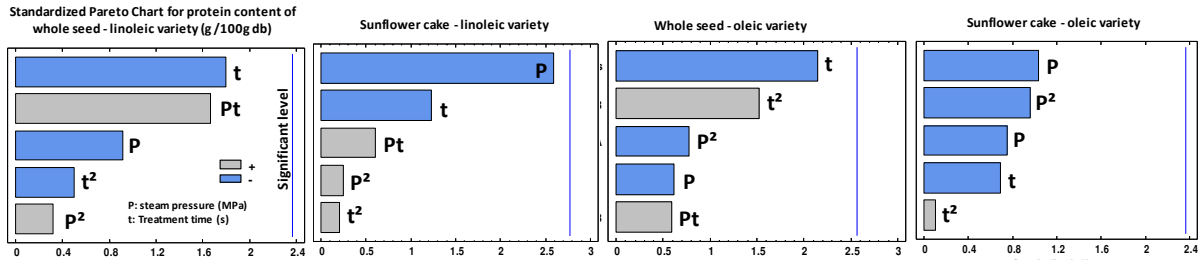 Standardized Pareto Chart for protein content of
whole seed - linoleic variety (g /100g db)
t
Pt
P
t²
P²
+
-
P: steam pressure (MPa)
t: Treatment time (s)
Significant level
0 0.4 0.8 1.2 1.6 2 2.4
Sunflower cake - linoleic variety
P
t
Pt
P²
t²
0 0.5 1 1.5 2 2.5 3
Whole seed - oleic variety
t
t²
P²
P
Pt
0 0.5 1 1.5 2 2.5 3
Sunflower cake - oleic variety
P
P²
P
t
t²
0 0.4 0.8 1.2 1.6 2 2.4